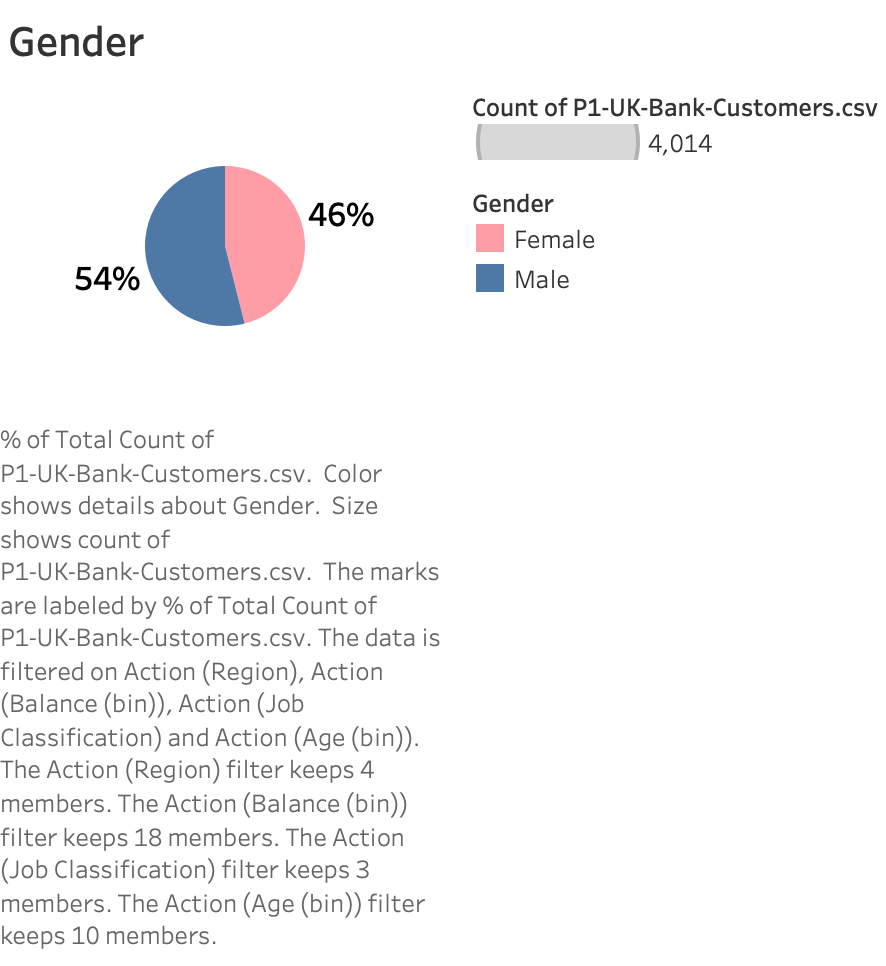 Gender
Count of P1-UK-Bank-Customers.csv
4,014
Gender
Female
Male
46%
54%
% of Total Count of
P1-UK-Bank-Customers.csv.  Color
shows details about Gender.  Size
shows count of
P1-UK-Bank-Customers.csv.  The marks
are labeled by % of Total Count of
P1-UK-Bank-Customers.csv. The data is
filtered on Action (Region), Action
(Balance (bin)), Action (Job
Classification) and Action (Age (bin)).
The Action (Region) filter keeps 4
members. The Action (Balance (bin))
filter keeps 18 members. The Action
(Job Classification) filter keeps 3
members. The Action (Age (bin)) filter
keeps 10 members.